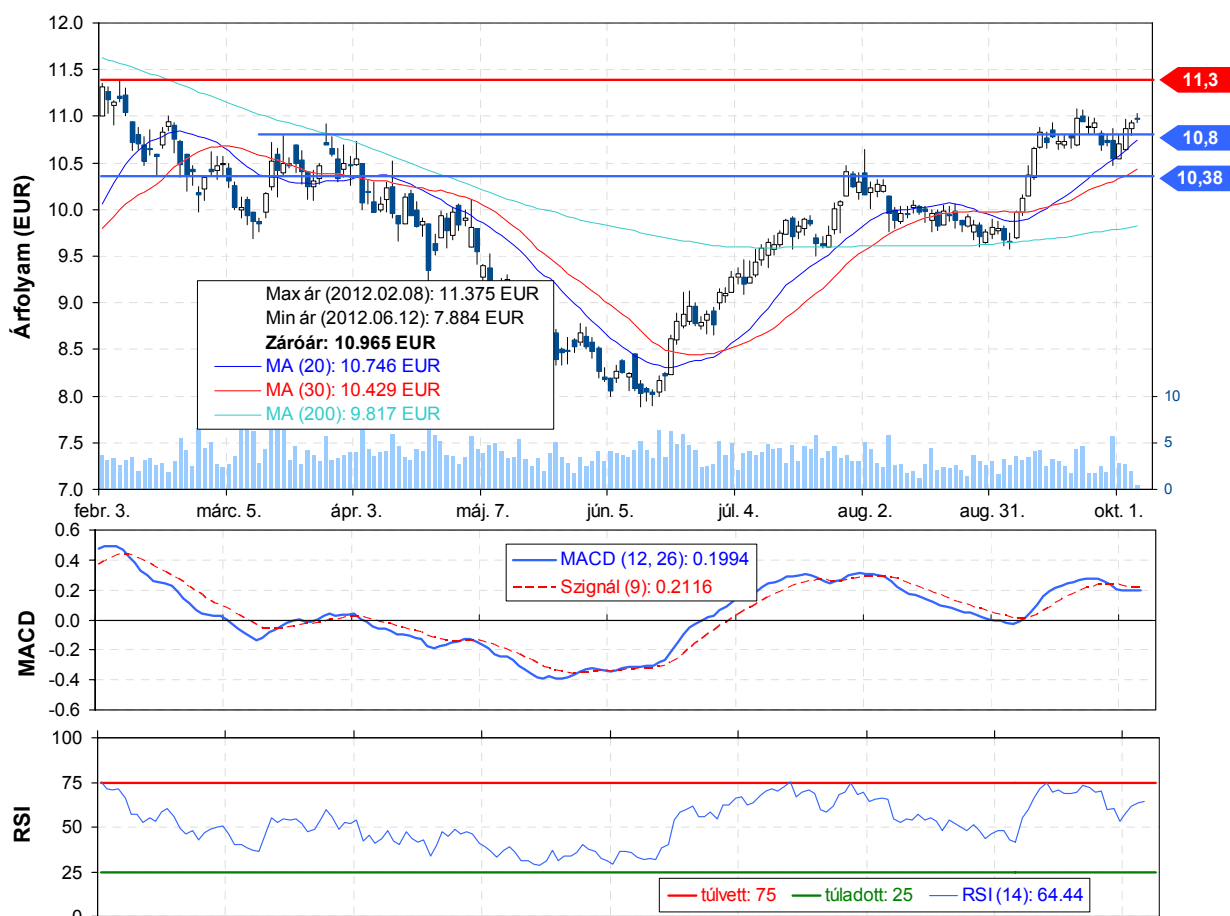 12.0
11.5
11.0
10.5
10.0
9.5
9.0
8.5
8.0
7.5
7.0
Árfolyam (EUR)
11,3
10,8
10,38
10
5
0
Max ár (2012.02.08): 11.375 EUR
Min ár (2012.06.12): 7.884 EUR
Záróár: 10.965 EUR
MA (20): 10.746 EUR
MA (30): 10.429 EUR
MA (200): 9.817 EUR
febr. 3. márc. 5. ápr. 3. máj. 7. jún. 5. júl. 4. aug. 2. aug. 31. okt. 1.
0.6
0.4
0.2
0.0
-0.2
-0.4
-0.6
MACD
MACD (12, 26): 0.1994
Szignál (9): 0.2116
100
75
50
25
0
RSI
túlvett: 75 túladott: 25 RSI (14): 64.44